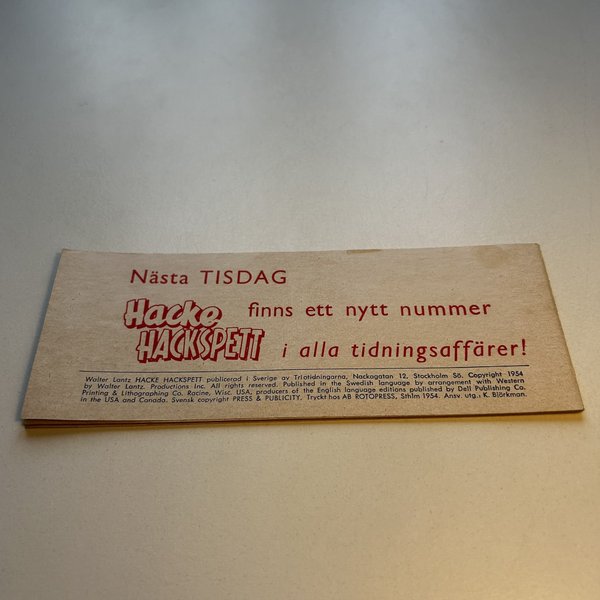 Nästa TISDAG
Hacke HACKSPETT finns ett nytt nummer
i alla tidningsaffärer!
Walter Lantz HACKE HACKSPETT publicerad i Sverige av Triotidningarna, Nackagatan 12, Stockholm Sö. Copyright 1954
by Walter Lantz. Productions Inc. All rights reserved. Published in the Swedish language by arrangement with Western
Printing & Lithographing Co. Racine, Wisc. USA, producers of the English language editions published by Dell Publishing Co.
in the USA and Canada. Svensk copyright PRESS & PUBLICITY. Tryckt hos AB ROTOPRESS, Sthlm 1954. Ansv. utg.: K. Blörkman.